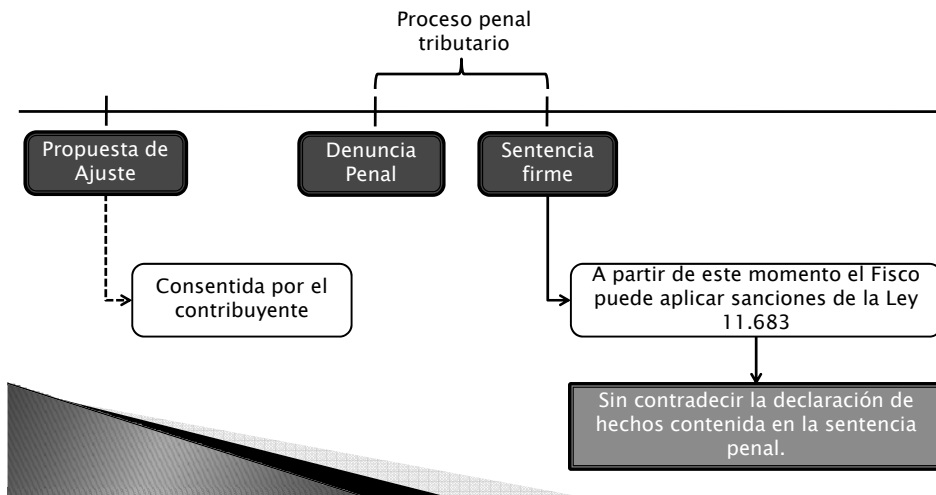 Proceso penal
tributario
Propuesta de
Ajuste
Denuncia
Penal
Sentencia
firme
Consentida por el
contribuyente
A partir de este momento el Fisco
puede aplicar sanciones de la Ley
11.683
Sin contradecir la declaración de
hechos contenida en la sentencia
penal.